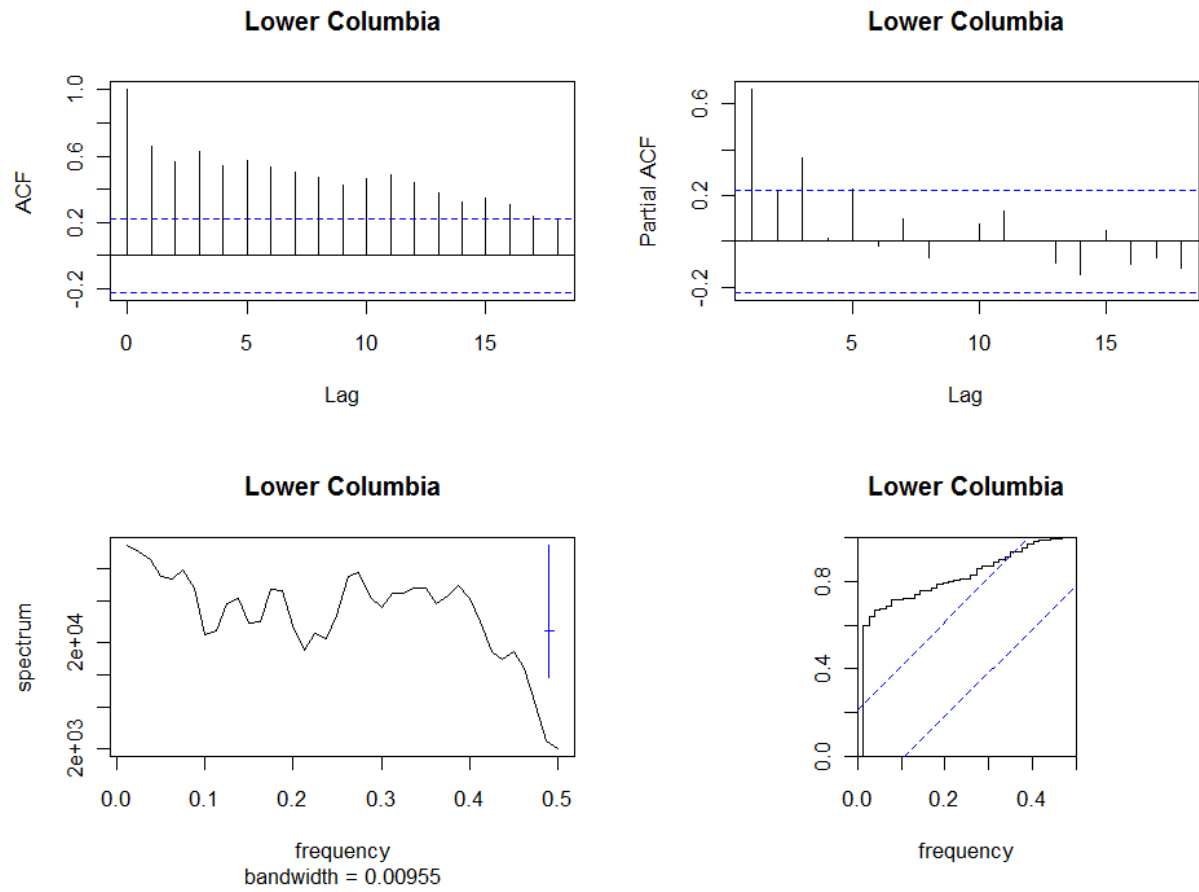 Lower Columbia
ACF
1.0
0.6
0.2
-0.2
0 5 10 15
Lag
Lower Columbia
Partial ACF
0.6
0.2
-0.2
5 10 15
Lag
Lower Columbia
spectrum
2e+04
2e+03
0.0 0.1 0.2 0.3 0.4 0.5
frequency
bandwidth = 0.00955
Lower Columbia
0.8
0.4
0.0
0.0 0.2 0.4
frequency